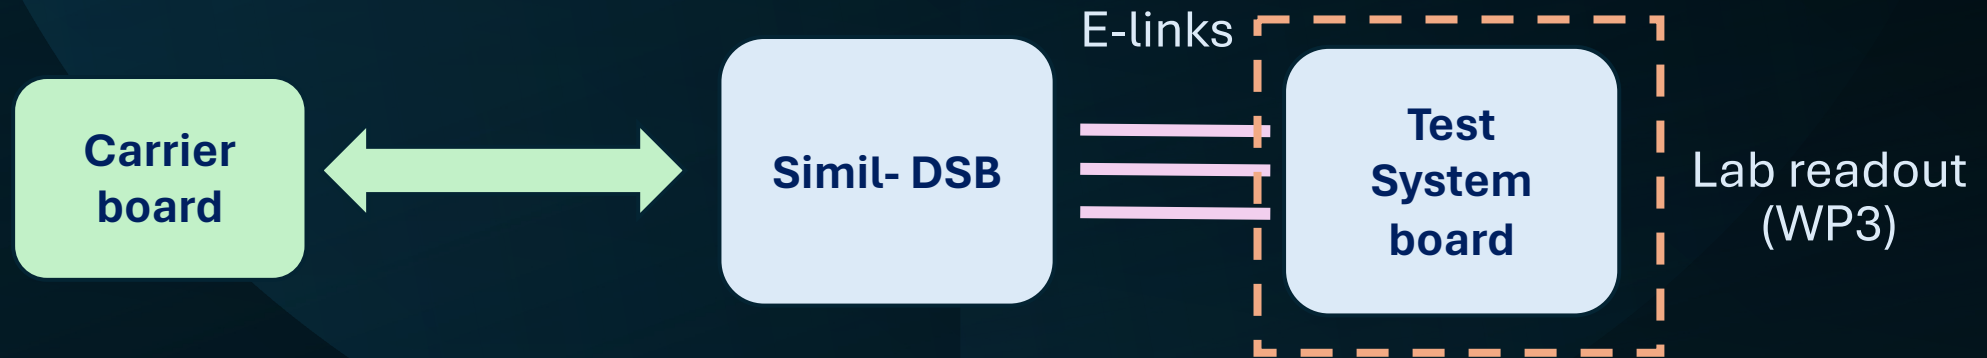 Carrier
board
Simil- DSB
E-links
Test
System
board
Lab readout
(WP3)